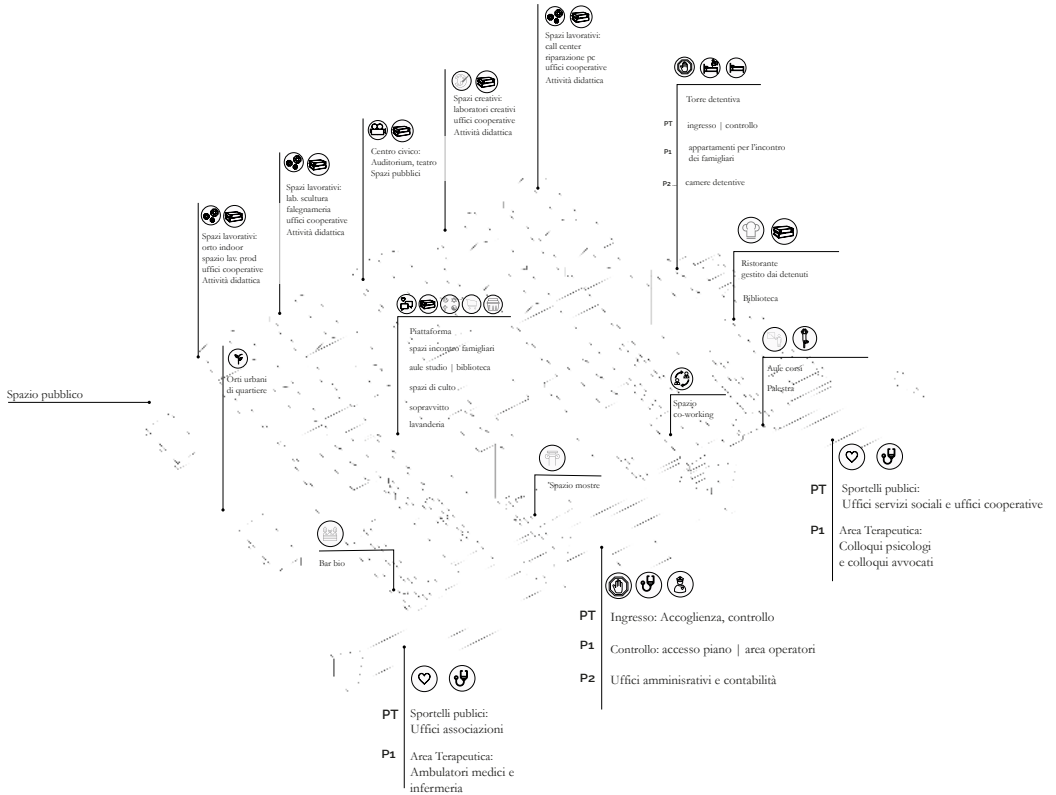 Spazi lavorativi:
call center
riparazione pc
uffici cooperative
Attività didattica
Spazi creativi:
laboratori creativi
uffici cooperative
Attività didattica
Torre detentiva
PT ingresso | controllo
P1 appartamenti per l'incontro
dei famigliari
P2 camere detentive
Centro civico:
Auditorium, teatro
Spazi pubblici
Spazi lavorativi:
lab. scultura
falegnameria
uffici cooperative
Attività didattica
Spazi lavorativi:
orto indoor
spazio lav. prod
uffici cooperative
Attività didattica
Ristorante
gestito dai detenuti
Biblioteca
Piattaforma
spazi incontro famigliari
aule studio | biblioteca
spazi di culto
sopravvitto
lavanderia
Orti urbani
di quartiere
Spazio pubblico
Aule corsi
Palestra
Spazio
co-working
Spazio mostre
PT Sportelli publici:
Uffici servizi sociali e uffici cooperative
P1 Area Terapeutica:
Colloqui psicologi
e colloqui avvocati
Bar bio
PT Ingresso: Accoglienza, controllo
P1 Controllo: accesso piano | area operatori
P2 Uffici amminisrativi e contabilità
PT Sportelli publici:
Uffici associazioni
P1 Area Terapeutica:
Ambulatori medici e
infermeria